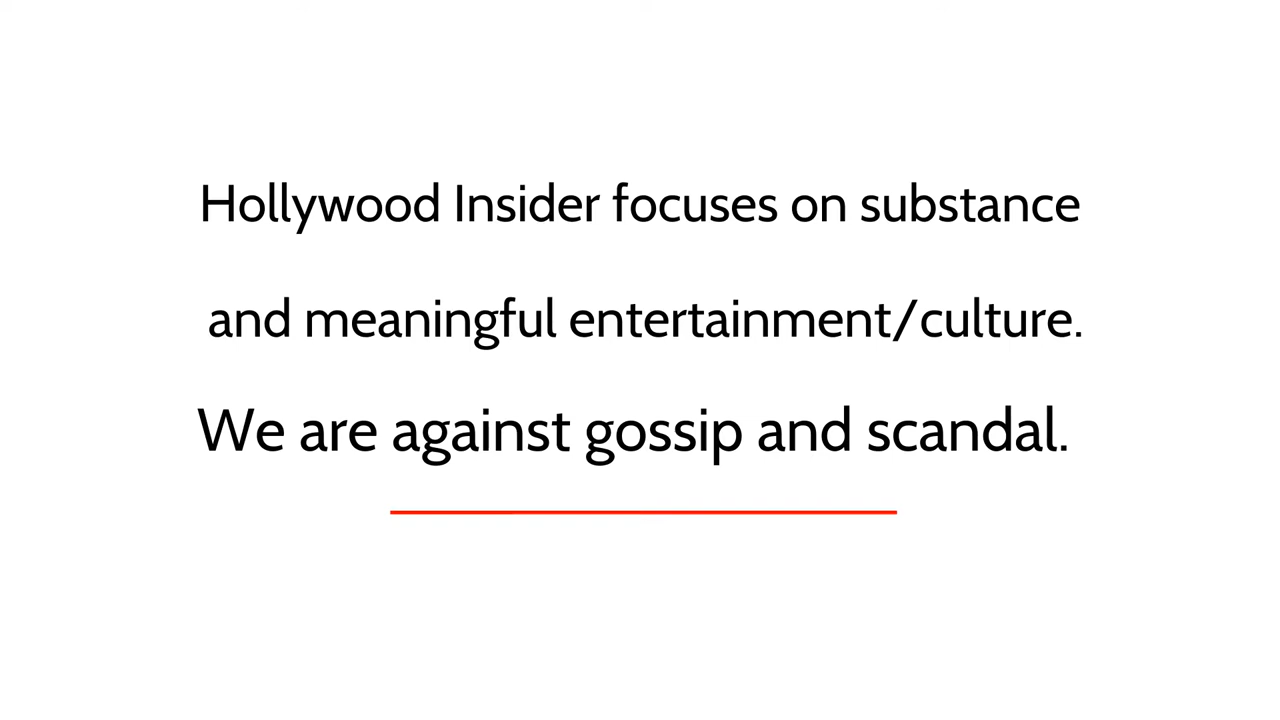 Hollywood Insider focuses on substance
and meaningful entertainment/culture.
We are against gossip and scandal.